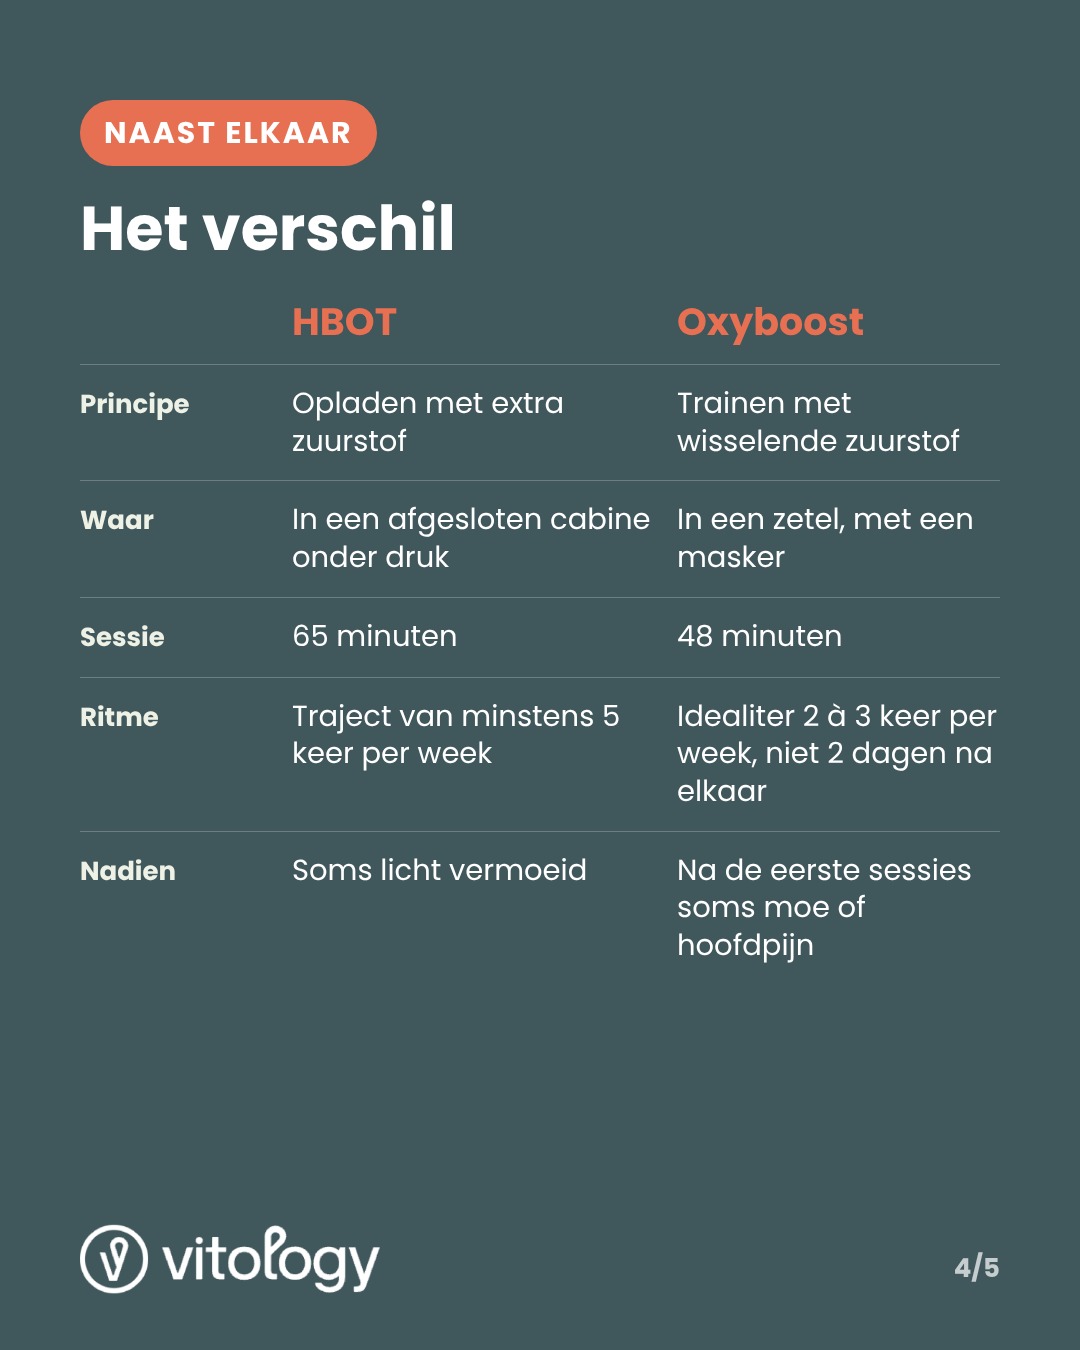 NAAST ELKAAR
Het verschil
HBOT Oxyboost
Principe Opladen met extra zuurstof Trainen met wisselende zuurstof
Waar In een afgesloten cabine onder druk In een zetel, met een masker
Sessie 65 minuten 48 minuten
Ritme Traject van minstens 5 keer per week Idealiter 2 à 3 keer per week, niet 2 dagen na elkaar
Nadien Soms licht vermoeid Na de eerste sessies soms moe of hoofdpijn
vitology
4/5